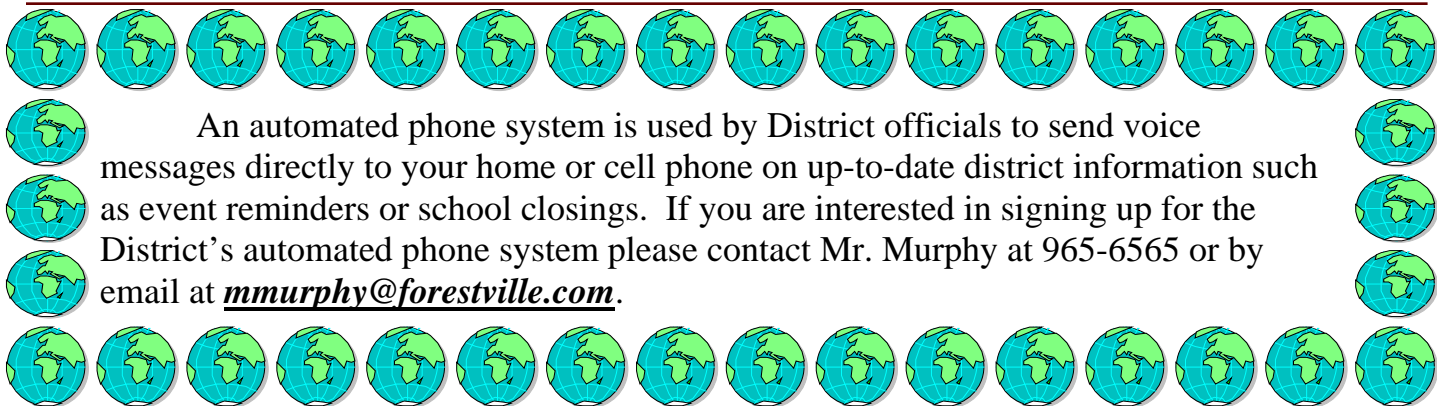 An automated phone system is used by District officials to send voice
messages directly to your home or cell phone on up-to-date district information such
as event reminders or school closings.  If you are interested in signing up for the
District’s automated phone system please contact Mr. Murphy at 965-6565 or by
email at mmurphy@forestville.com.